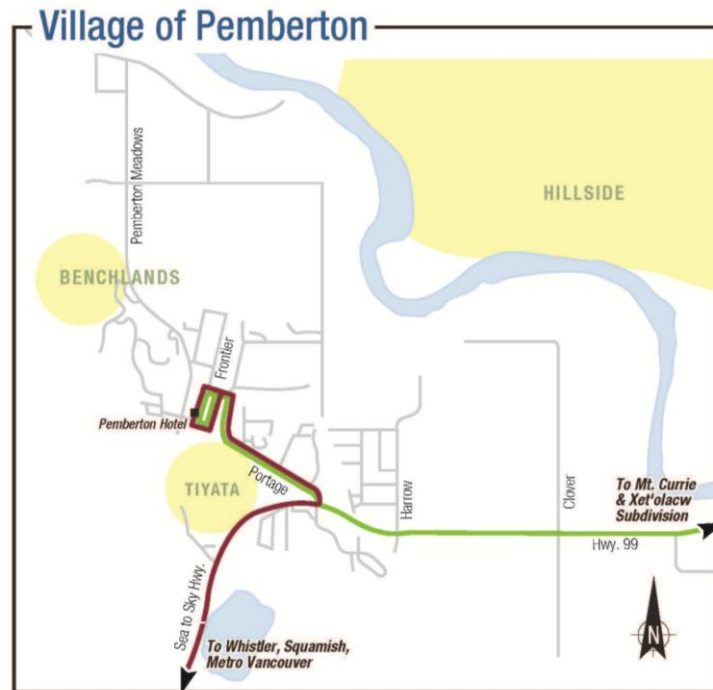 Village of Pemberton
Pemberton Meadows
HILLSIDE
BENCHLANDS
Frontier
Pemberton Hotel
Portage
TIYATA
Harrow
Clover
To Mt. Currie
& Xet'olacw
Subdivision
Hwy. 99
Sea to Sky Hwy.
To Whistler, Squamish,
Metro Vancouver
N